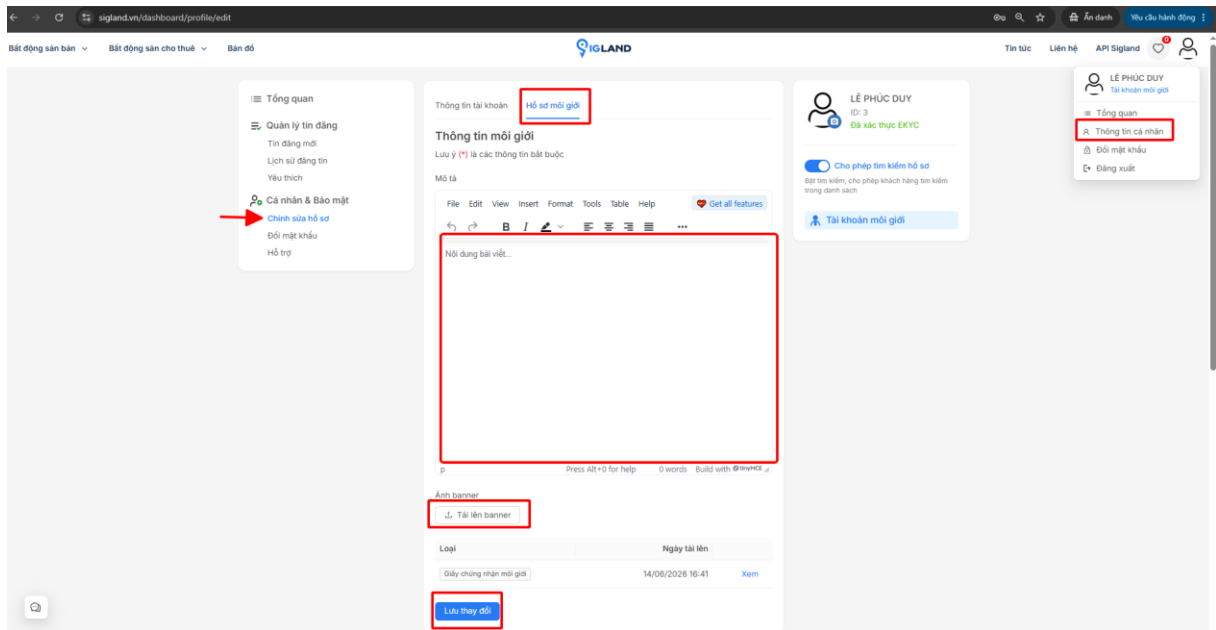 sigland.vn/dashboard/profile/edit
Ẩn danh
Yêu cầu hành động
Bất động sản bán
Bất động sản cho thuê
Bản đồ
SIGLAND
Tin tức
Liên hệ
API Sigland
0
LÊ PHÚC DUY
Tài khoản môi giới
Tổng quan
Thông tin cá nhân
Đổi mật khẩu
Đăng xuất
Tổng quan
Quản lý tin đăng
Tin đăng mới
Lịch sử đăng tin
Yêu thích
Cá nhân & Bảo mật
Chỉnh sửa hồ sơ
Đổi mật khẩu
Hỗ trợ
Thông tin tài khoản
Hồ sơ môi giới
Thông tin môi giới
Lưu ý (*) là các thông tin bắt buộc
Mô tả
File Edit View Insert Format Tools Table Help
Get all features
B I
Nội dung bài viết...
p
Press Alt+0 for help
0 words
Build with tinyMCE
Ảnh banner
Tải lên banner
Loại
Ngày tải lên
Giấy chứng nhận môi giới
14/06/2026 16:41
Xem
Lưu thay đổi
LÊ PHÚC DUY
ID: 3
Đã xác thực EKYC
Cho phép tìm kiếm hồ sơ
Bật tìm kiếm, cho phép khách hàng tìm kiếm
trong danh sách
Tài khoản môi giới